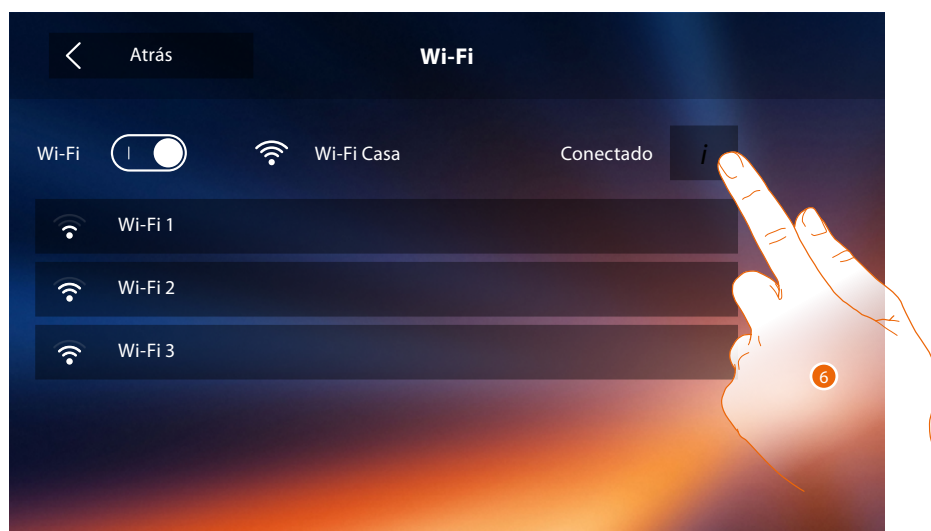 Atrás
Wi-Fi
Wi-Fi
Wi-Fi Casa
Conectado
i
Wi-Fi 1
Wi-Fi 2
Wi-Fi 3
6